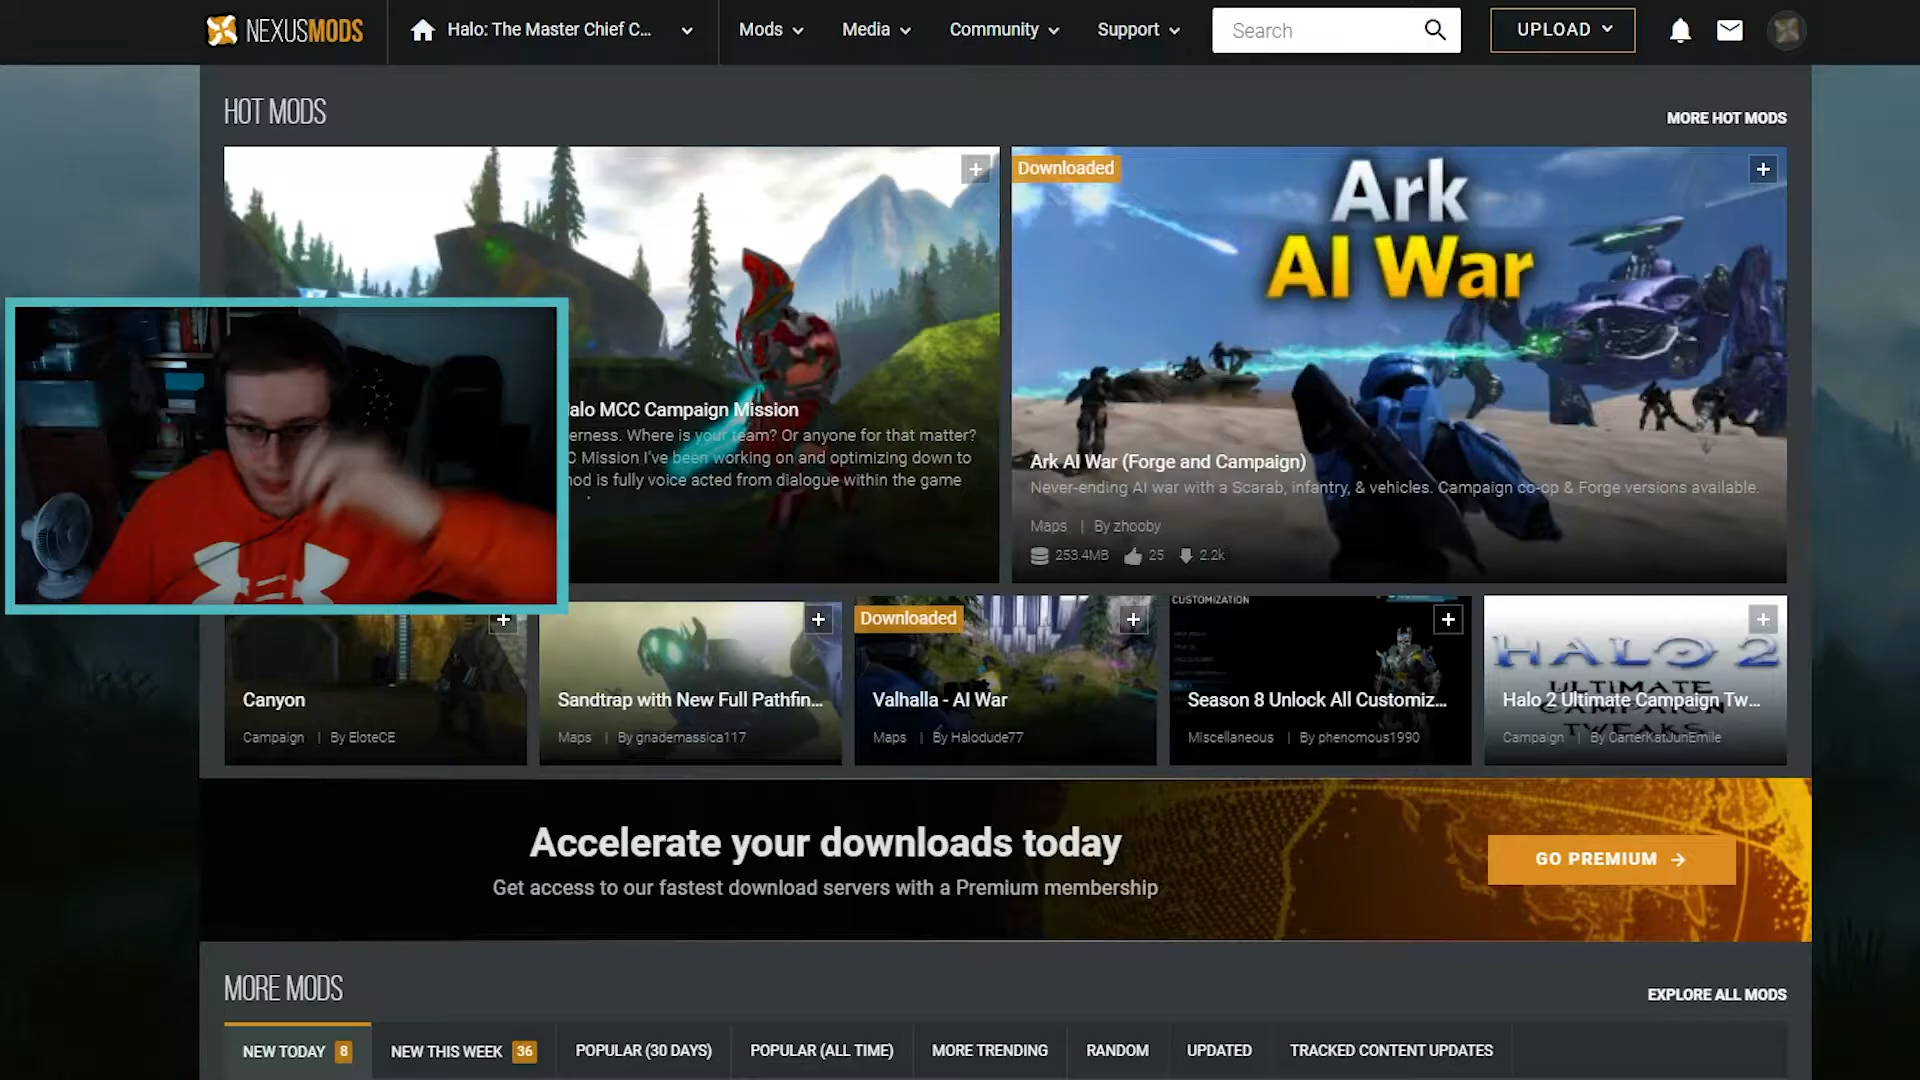 NEXUSMODS
Halo: The Master Chief C...
Mods
Media
Community
Support
Search
UPLOAD
HOT MODS
MORE HOT MODS
Downloaded
Ark
AI War
alo MCC Campaign Mission
erness. Where is your team? Or anyone for that matter?
C Mission I've been working on and optimizing down to
nod is fully voice acted from dialogue within the game
Ark AI War (Forge and Campaign)
Never-ending AI war with a Scarab, infantry, & vehicles. Campaign co-op & Forge versions available.
Maps | By zhooby
253.4MB 25 2.2k
Canyon
Campaign | By EloteCE
Sandtrap with New Full Pathfin...
Maps | By gnademassica117
Downloaded
Valhalla - AI War
Maps | By Halodude77
CUSTOMIZATION
Season 8 Unlock All Customiz...
Miscellaneous | By phenomous1990
HALO 2
ULTIMATE
CAMPAIGN
TWEAKS
Halo 2 Ultimate Campaign Tw...
Campaign | By CarterKatJunEmile
Accelerate your downloads today
Get access to our fastest download servers with a Premium membership
GO PREMIUM
MORE MODS
EXPLORE ALL MODS
NEW TODAY 8
NEW THIS WEEK 36
POPULAR (30 DAYS)
POPULAR (ALL TIME)
MORE TRENDING
RANDOM
UPDATED
TRACKED CONTENT UPDATES